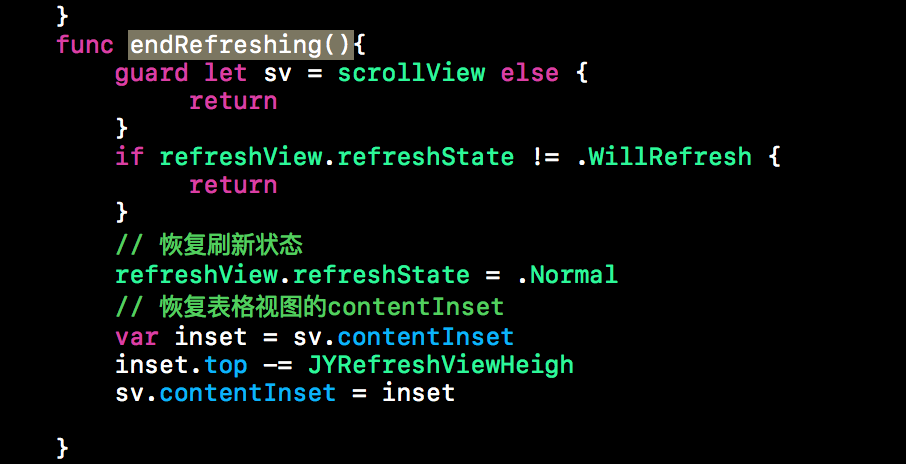 }
func endRefreshing(){
guard let sv = scrollView else {
return
}
if refreshView.refreshState != .WillRefresh {
return
}
// 恢复刷新状态
refreshView.refreshState = .Normal
// 恢复表格视图的contentInset
var inset = sv.contentInset
inset.top -= JYRefreshViewHeigh
sv.contentInset = inset
}